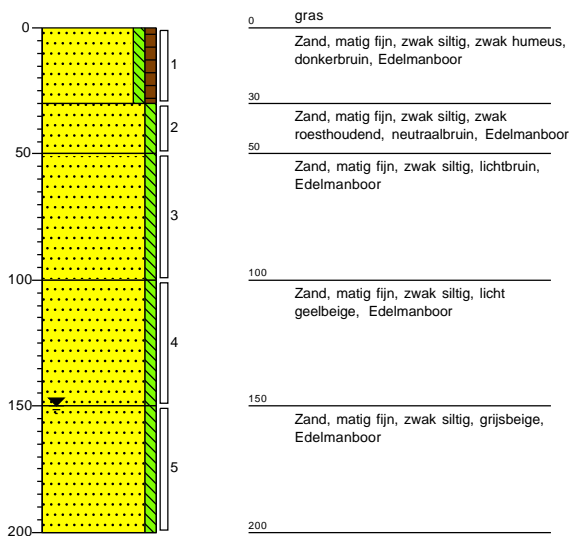 0
gras
0
Zand, matig fijn, zwak siltig, zwak humeus,
donkerbruin, Edelmanboor
1
30
Zand, matig fijn, zwak siltig, zwak
roesthoudend, neutraalbruin, Edelmanboor
2
50
50
Zand, matig fijn, zwak siltig, lichtbruin,
Edelmanboor
3
100
100
Zand, matig fijn, zwak siltig, licht
geelbeige, Edelmanboor
4
150
150
Zand, matig fijn, zwak siltig, grijsbeige,
Edelmanboor
5
200
200